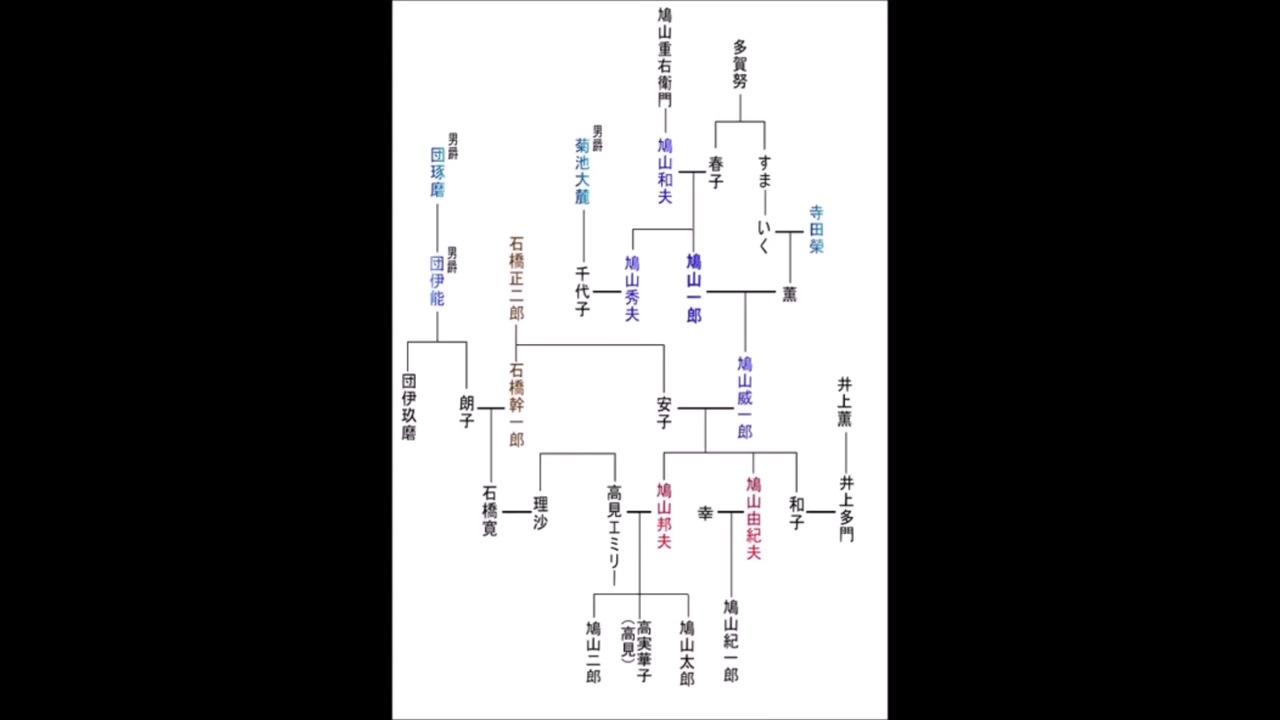 鳩山重右衛門
多賀努
男爵
団琢磨
男爵
菊池大麓
鳩山和夫
春子
すま
寺田榮
いく
男爵
団伊能
石橋正二郎
千代子
鳩山秀夫
鳩山一郎
薫
団伊玖磨
朗子
石橋幹一郎
安子
鳩山威一郎
井上薫
石橋寛
理沙
高見エミリー
鳩山邦夫
幸
鳩山由紀夫
和子
井上多門
鳩山二郎
高実華子
(高見)
鳩山太郎
鳩山紀一郎